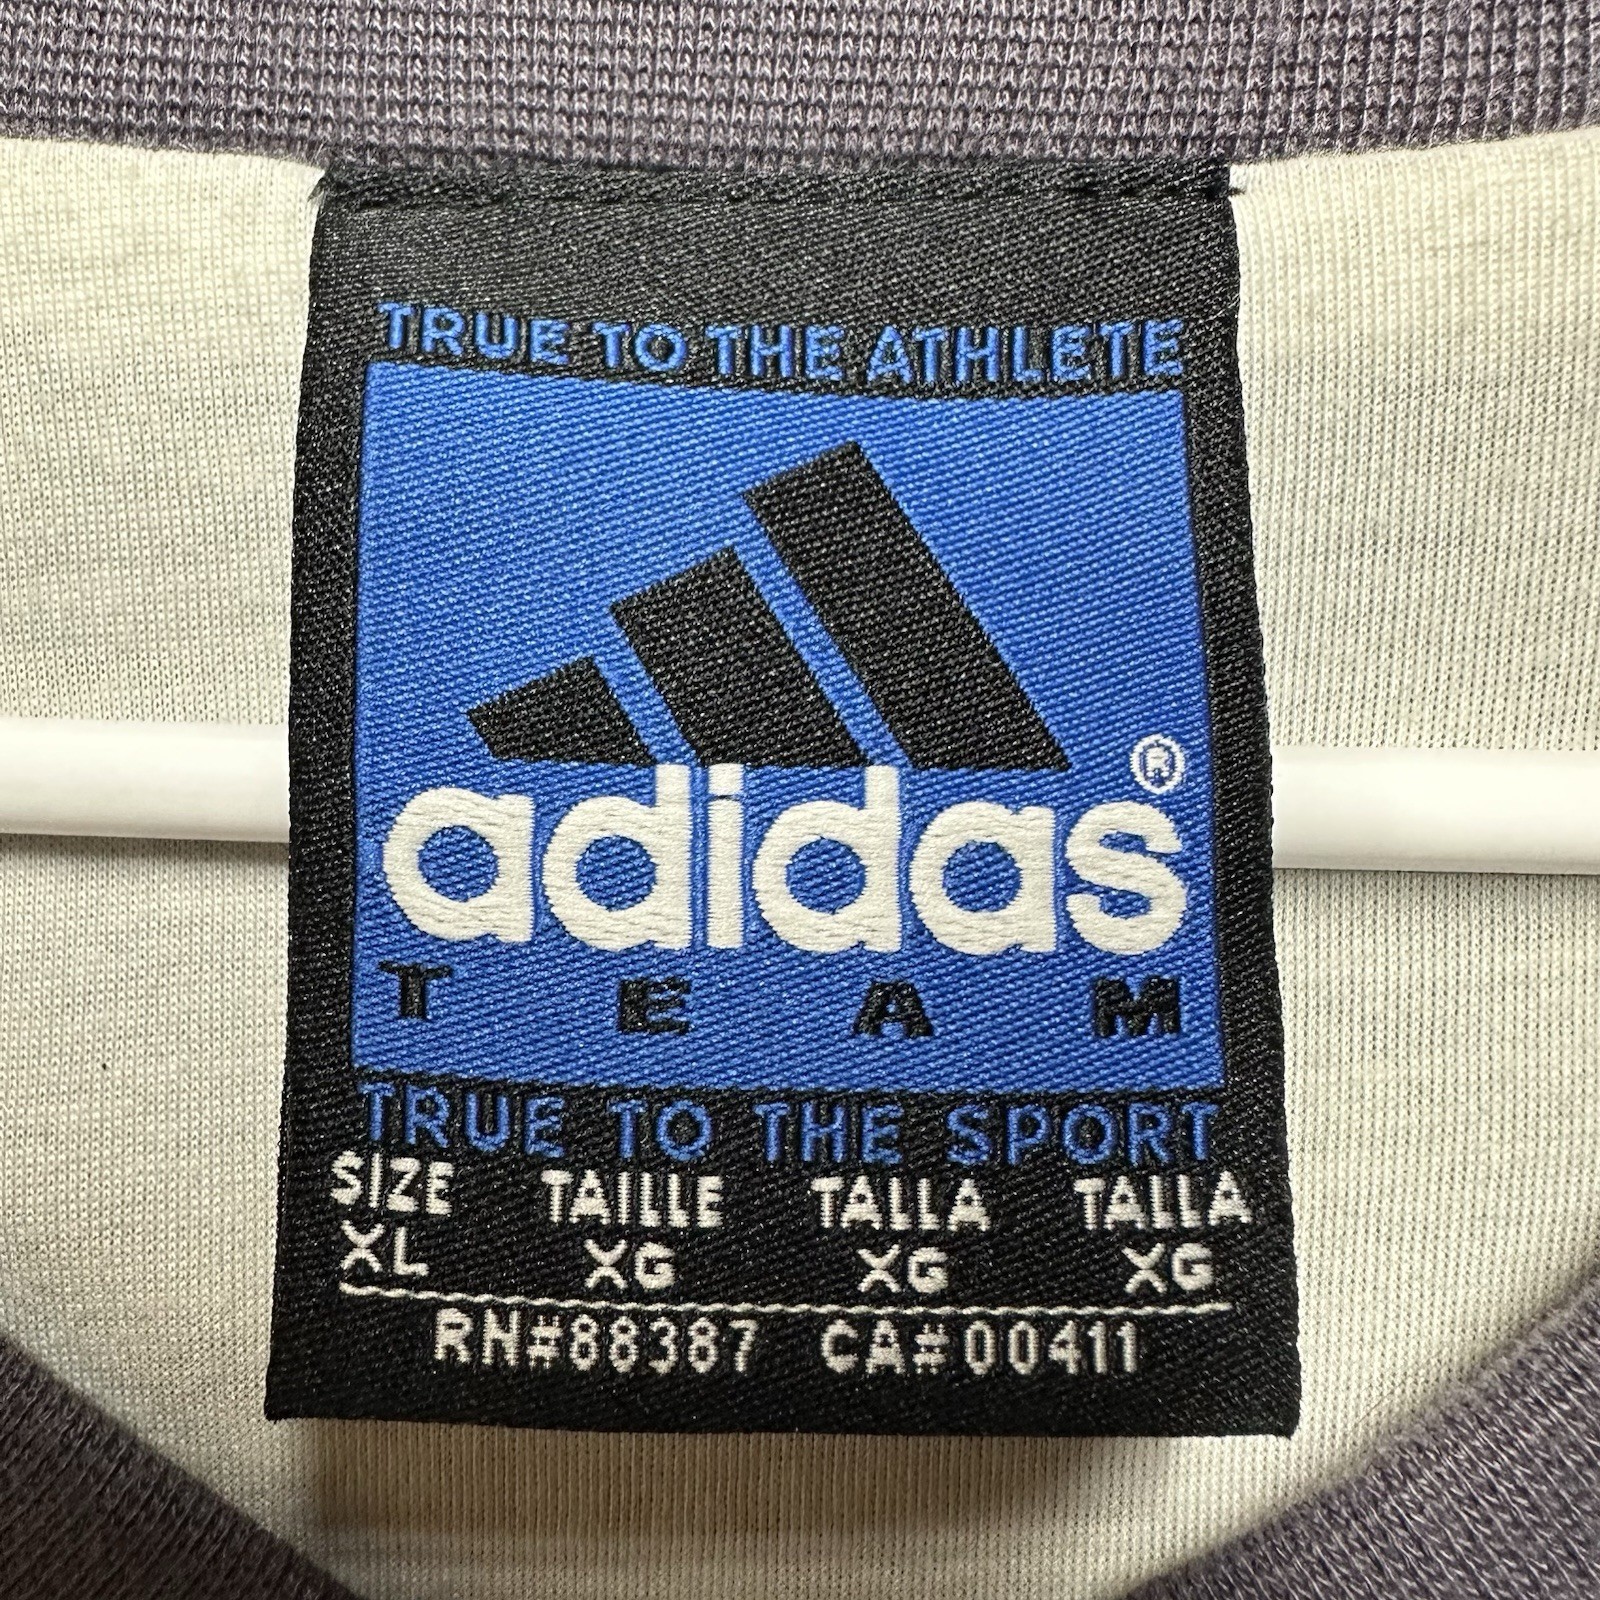 TRUE TO THE ATHLETE
adidas®
TEAM
TRUE TO THE SPORT
SIZE TAILLE TALLA TALLA
XL XG XG XG
RN#88387 CA#00411